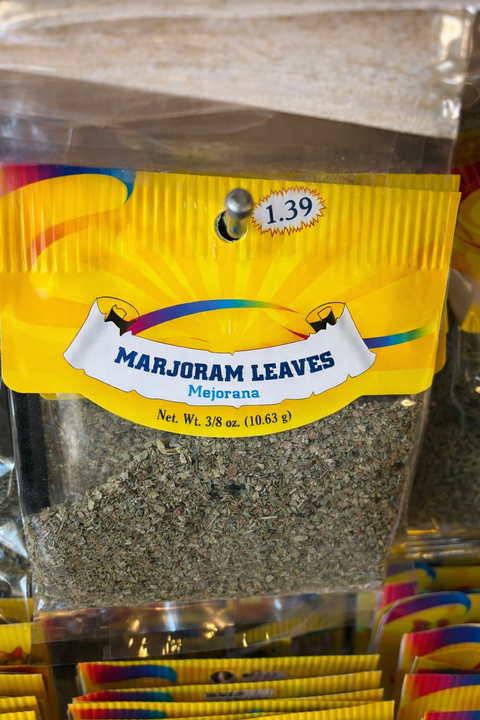 1.39
MARJORAM LEAVES
Mejorana
Net. Wt. 3/8 oz. (10.63 g)